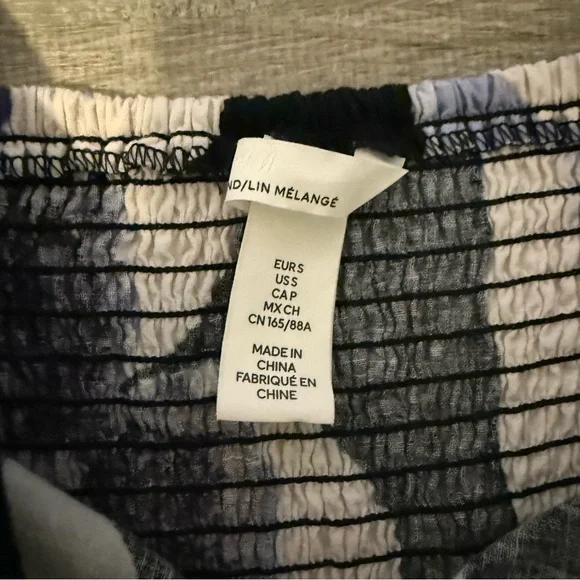 ND/LIN MÉLANGÉ
EUR S
US S
CA P
MX CH
CN 165/88A
MADE IN
CHINA
FABRIQUÉ EN
CHINE